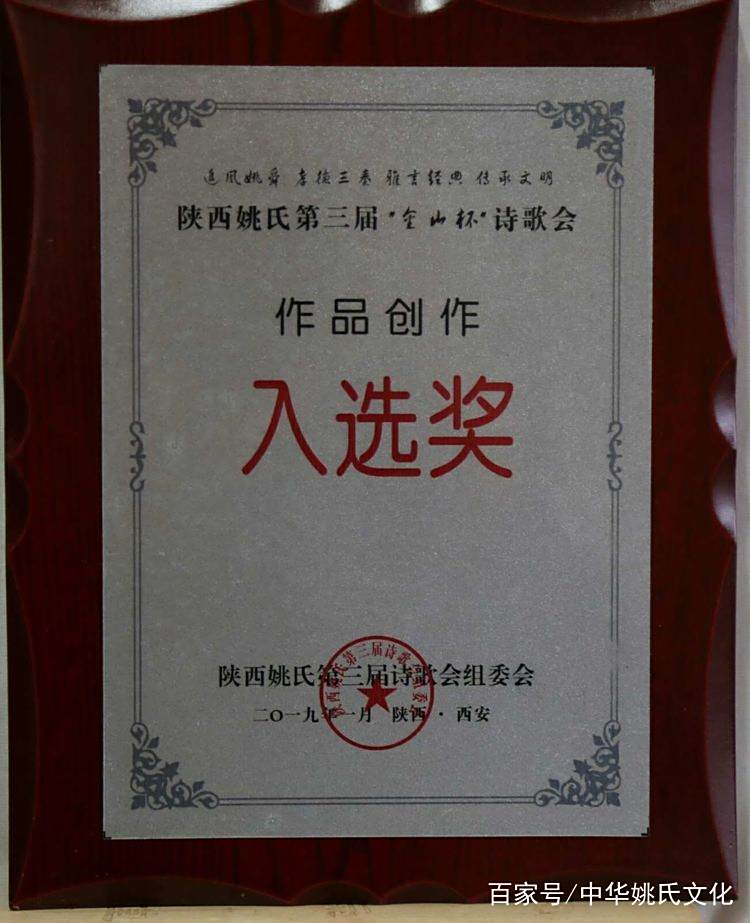 追风姚舜 孝德三秦 雅言经典 传承文明
陕西姚氏第三届"金山杯"诗歌会
作品创作
入选奖
陕西姚氏第三届诗歌会组委会
二〇一九年一月 陕西·西安
百家号/中华姚氏文化